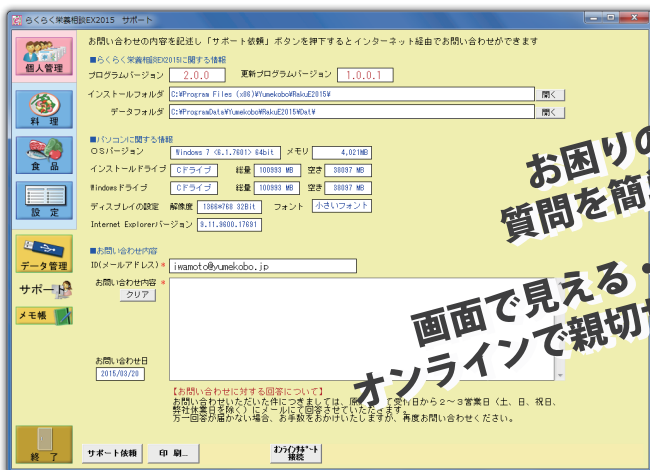 らくらく栄養相談EX2015 サポート
お問い合わせの内容を記述し「サポート依頼」ボタンを押下するとインターネット経由でお問い合わせができます
個人管理
料 理
食 品
設 定
データ管理
サポート
メモ帳
終 了
■らくらく栄養相談EX2015に関する情報
プログラムバージョン 2.0.0 更新プログラムバージョン 1.0.0.1
インストールフォルダ C:¥Program Files (x86)¥Yumekobo¥RakuE2015¥ 開く
データフォルダ C:¥ProgramData¥Yumekobo¥RakuE2015¥Dat¥ 開く
■パソコンに関する情報
OSバージョン Windows 7 (6.1.7601) 64bit メモリ 4,021MB
インストールドライブ Cドライブ 総量 100993 MB 空き 38097 MB
Windowsドライブ Cドライブ 総量 100993 MB 空き 38097 MB
ディスプレイの設定 解像度 1366*768 32Bit フォント 小さいフォント
Internet Explorerバージョン 9.11.9600.17691
■お問い合わせ内容
ID(メールアドレス)* iwamoto@yumekobo.jp
お問い合わせ内容 *
クリア
お問い合わせ日
2015/08/20
【お問い合わせに対する回答について】
お問い合わせいただいた件につきましては、原 て受付日から2～3営業日（土、日、祝日、
弊社休業日を除く）にメールにて回答させていただきます。
万一回答が届かない場合、お手数をおかけいたしますが、再度お問い合わせください。
サポート依頼 印 刷... オンラインサポート
接続
お困りの
質問を簡
画面で見える・
オンラインで親切